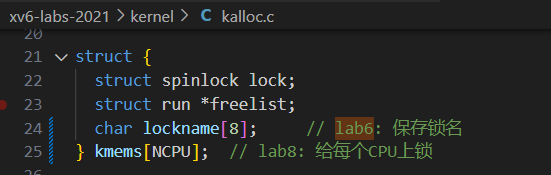 xv6-labs-2021 > kernel > C kalloc.c
20
21 struct {
22 struct spinlock lock;
23 struct run *freelist;
24 char lockname[8]; // lab6: 保存锁名
25 } kmems[NCPU]; // lab8: 给每个CPU上锁